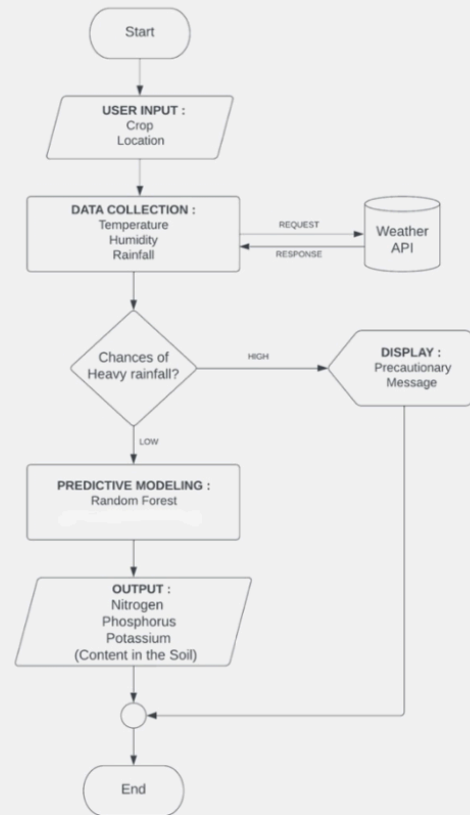 Start
USER INPUT :
Crop
Location
DATA COLLECTION :
Temperature
Humidity
Rainfall
REQUEST
RESPONSE
Weather
API
Chances of
Heavy rainfall?
HIGH
DISPLAY :
Precautionary
Message
LOW
PREDICTIVE MODELING :
Random Forest
OUTPUT :
Nitrogen
Phosphorus
Potassium
(Content in the Soil)
End